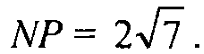 NP = 2√7 .